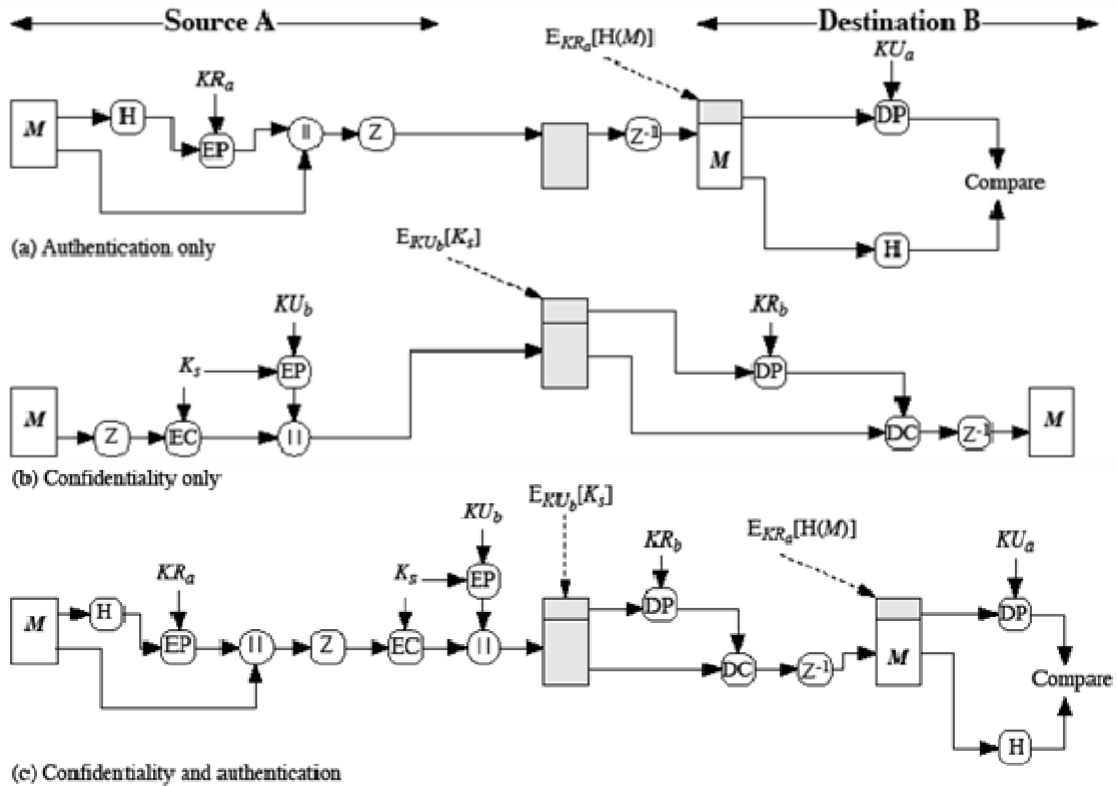 Source A
Destination B
E_KRa[H(M)]
KU_a
KR_a
M
H
EP
||
Z
Z⁻¹
M
DP
Compare
H
(a) Authentication only
E_KUb[K_s]
KU_b
KR_b
K_s
EP
DP
M
Z
EC
||
DC
Z⁻¹
M
(b) Confidentiality only
E_KUb[K_s]
KU_b
KR_b
E_KRa[H(M)]
KU_a
KR_a
K_s
EP
M
H
EP
||
Z
EC
||
DP
DC
Z⁻¹
M
DP
Compare
H
(c) Confidentiality and authentication